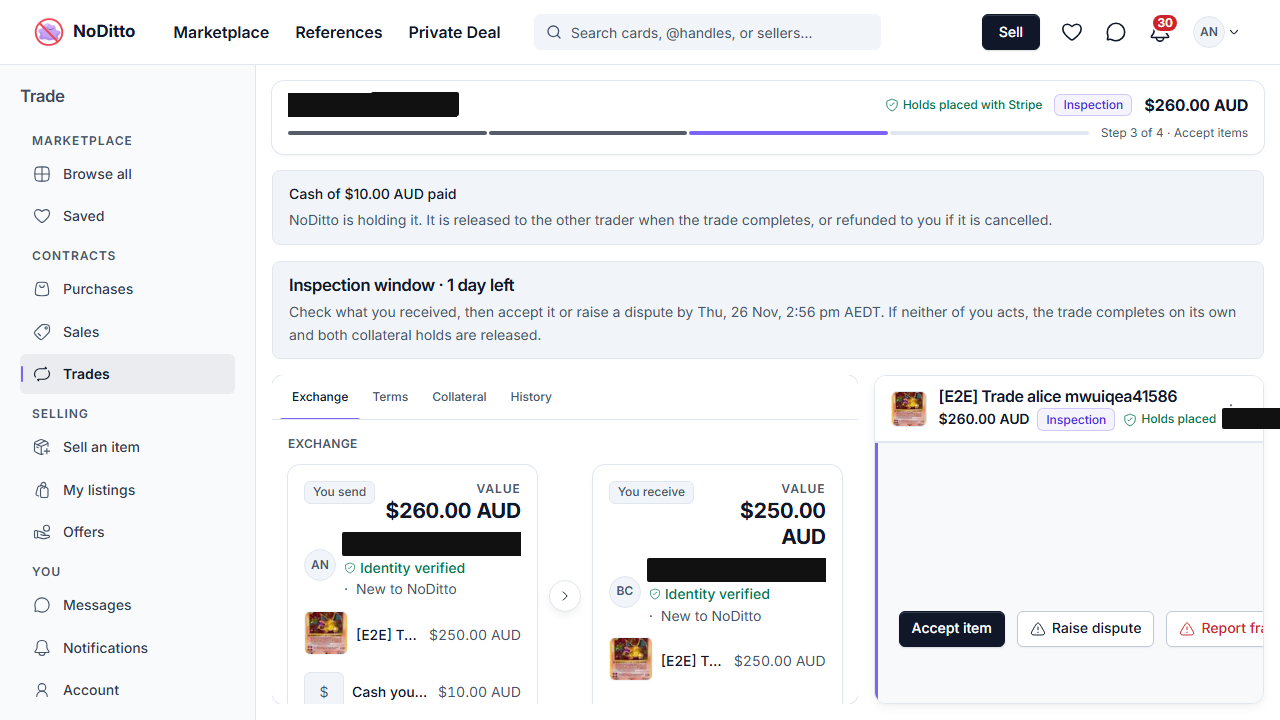 NoDitto
Marketplace
References
Private Deal
Search cards, @handles, or sellers...
Sell
30
AN
Trade
MARKETPLACE
Browse all
Saved
CONTRACTS
Purchases
Sales
Trades
SELLING
Sell an item
My listings
Offers
YOU
Messages
Notifications
Account
Holds placed with Stripe
Inspection
$260.00 AUD
Step 3 of 4 · Accept items
Cash of $10.00 AUD paid
NoDitto is holding it. It is released to the other trader when the trade completes, or refunded to you if it is cancelled.
Inspection window · 1 day left
Check what you received, then accept it or raise a dispute by Thu, 26 Nov, 2:56 pm AEDT. If neither of you acts, the trade completes on its own
and both collateral holds are released.
Exchange
Terms
Collateral
History
EXCHANGE
You send
VALUE
$260.00 AUD
AN
Identity verified
· New to NoDitto
[E2E] T... $250.00 AUD
$ Cash you... $10.00 AUD
You receive
VALUE
$250.00
AUD
BC
Identity verified
· New to NoDitto
[E2E] T... $250.00 AUD
[E2E] Trade alice mwuiqea41586
$260.00 AUD Inspection Holds placed
Accept item
Raise dispute
Report fra